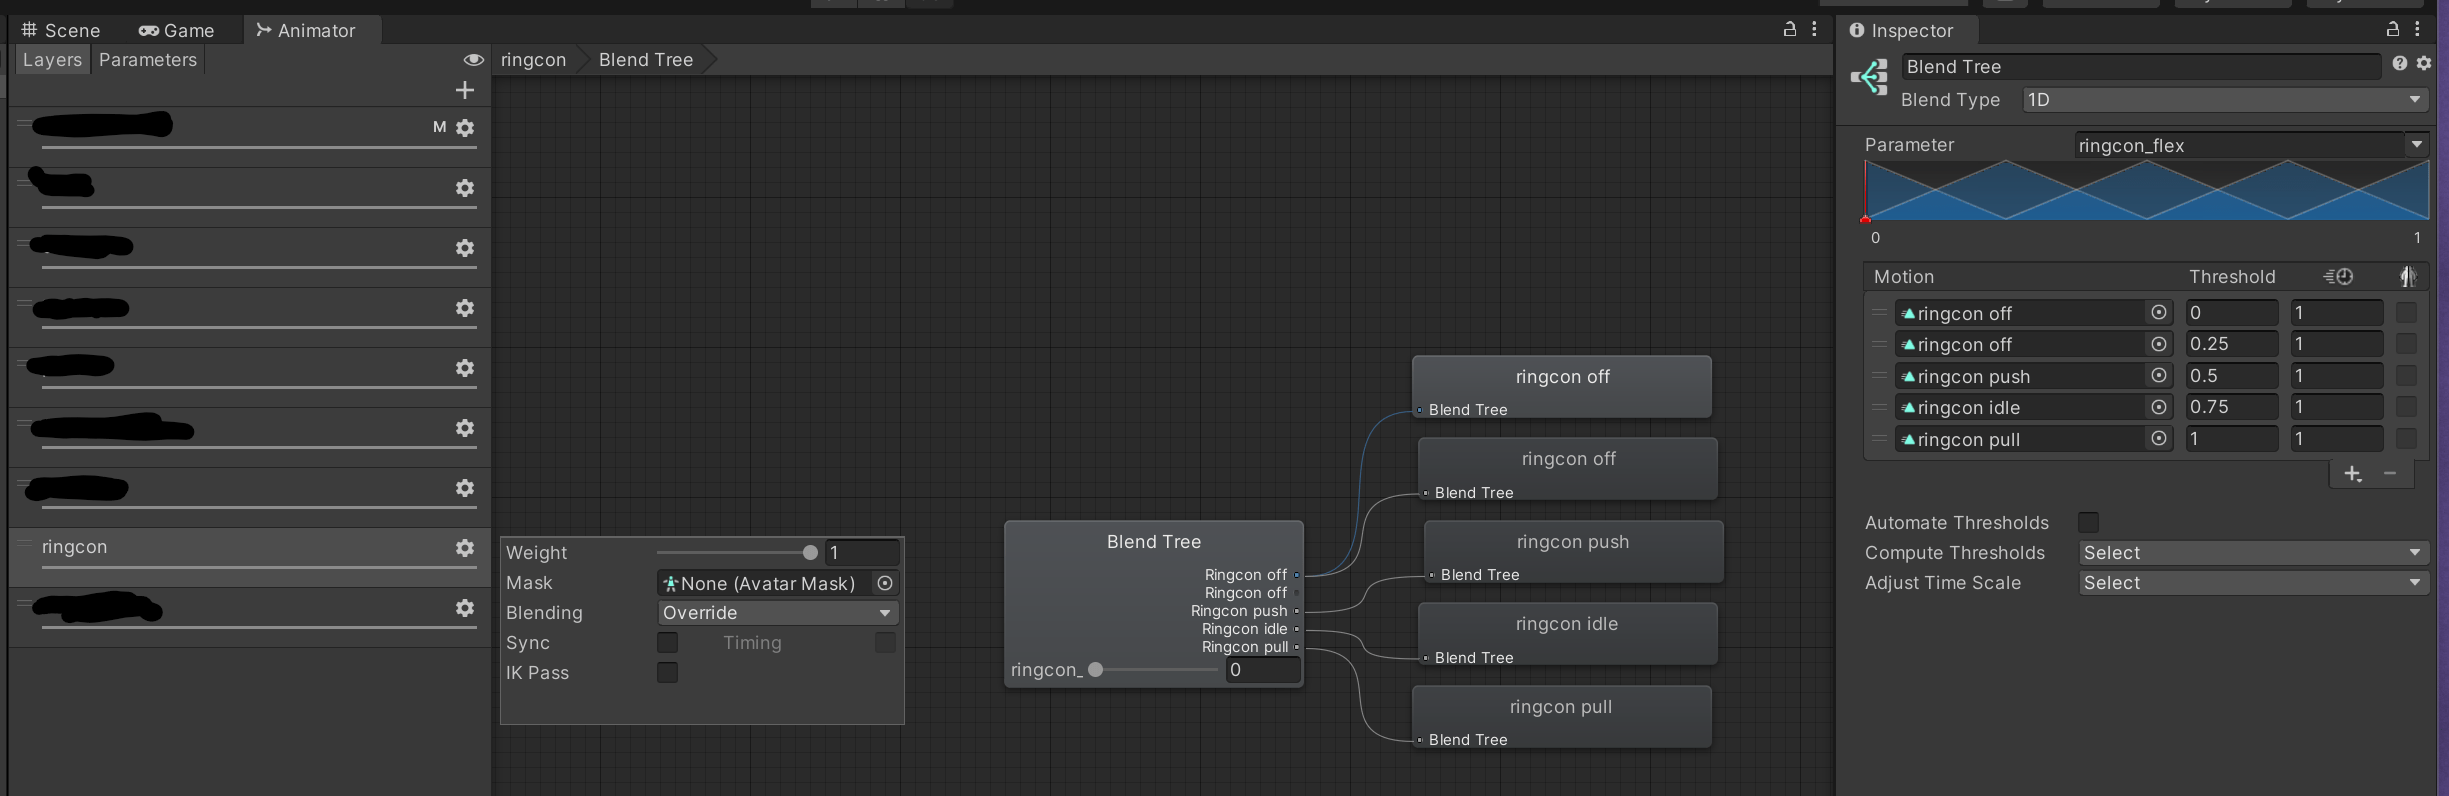 Scene Game Animator
Layers Parameters
M
ringcon
ringcon Blend Tree
Weight 1
Mask None (Avatar Mask)
Blending Override
Sync Timing
IK Pass
Blend Tree
Ringcon off
Ringcon off
Ringcon push
Ringcon idle
Ringcon pull
ringcon_ 0
ringcon off
Blend Tree
ringcon off
Blend Tree
ringcon push
Blend Tree
ringcon idle
Blend Tree
ringcon pull
Blend Tree
Inspector
Blend Tree
Blend Type 1D
Parameter ringcon_flex
0 1
Motion Threshold
ringcon off 0 1
ringcon off 0.25 1
ringcon push 0.5 1
ringcon idle 0.75 1
ringcon pull 1 1
Automate Thresholds
Compute Thresholds Select
Adjust Time Scale Select